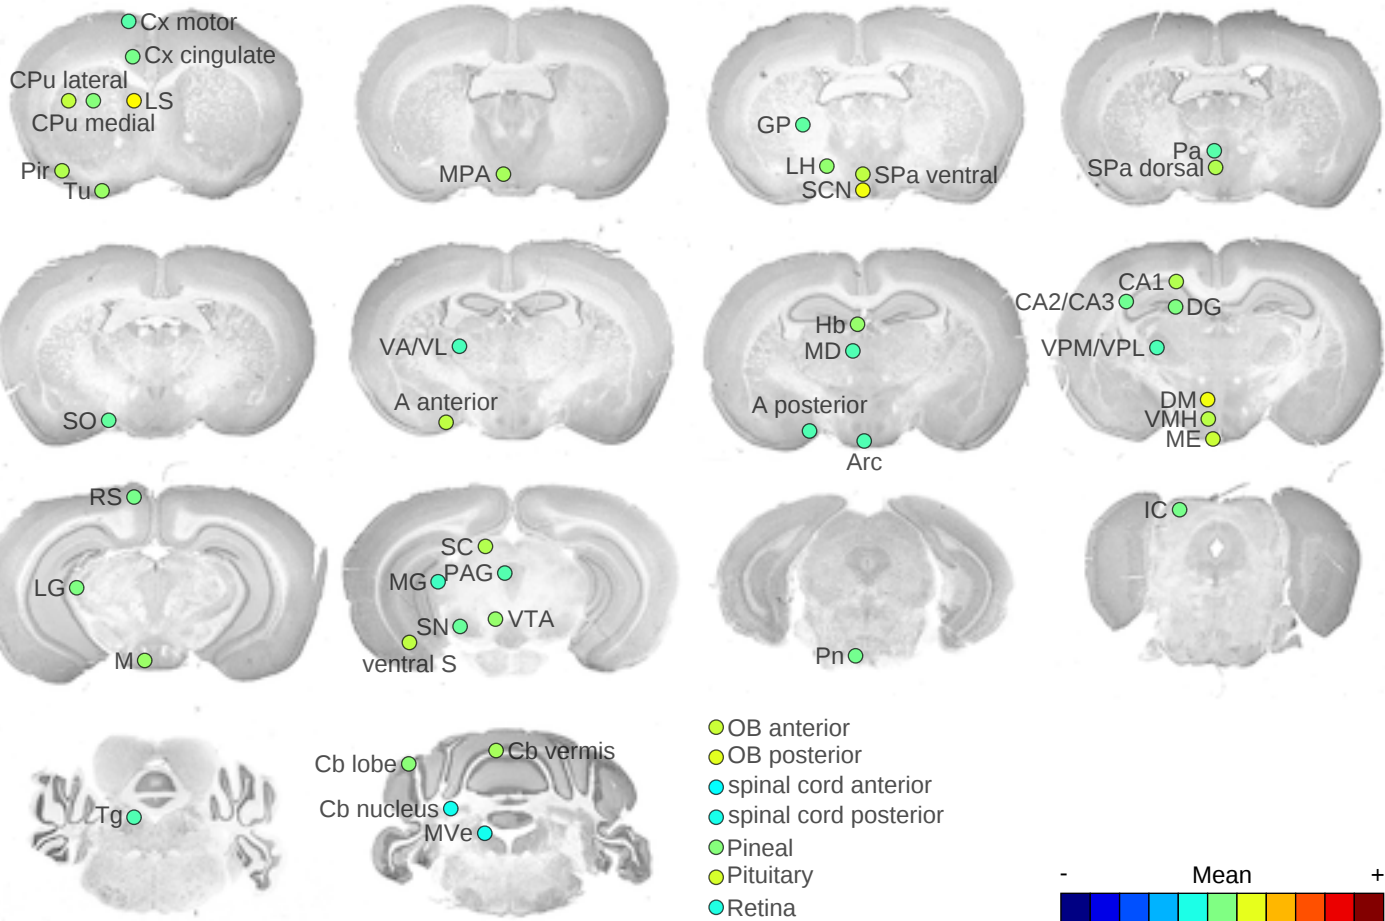 Cx motor
Cx cingulate
CPu lateral
LS
CPu medial
Pir
Tu
MPA
GP
LH
SPa ventral
SCN
Pa
SPa dorsal
SO
VA/VL
A anterior
Hb
MD
A posterior
Arc
CA1
CA2/CA3
DG
VPM/VPL
DM
VMH
ME
RS
LG
M
SC
MG
PAG
SN
VTA
ventral S
Pn
IC
Tg
Cb lobe
Cb vermis
Cb nucleus
MVe
OB anterior
OB posterior
spinal cord anterior
spinal cord posterior
Pineal
Pituitary
Retina
- Mean +